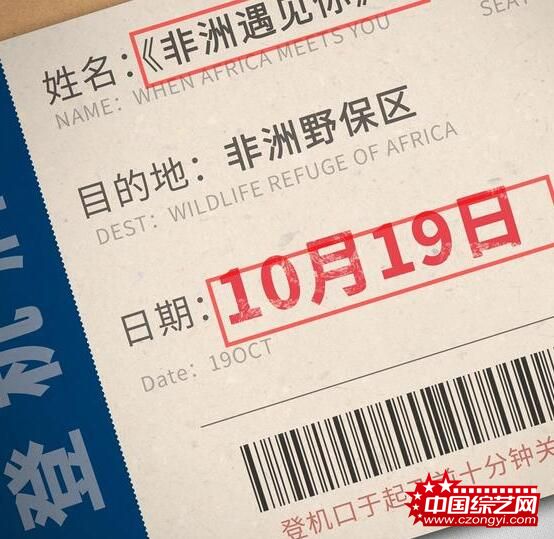 姓名：《非洲遇见你》
SEAT
NAME：WHEN AFRICA MEETS YOU
目的地：非洲野保区
DEST：WILDLIFE REFUGE OF AFRICA
日期：10月19日
Date：19OCT
登机
登机口于起飞前十分钟关
中国综艺网
www.czongyi.com